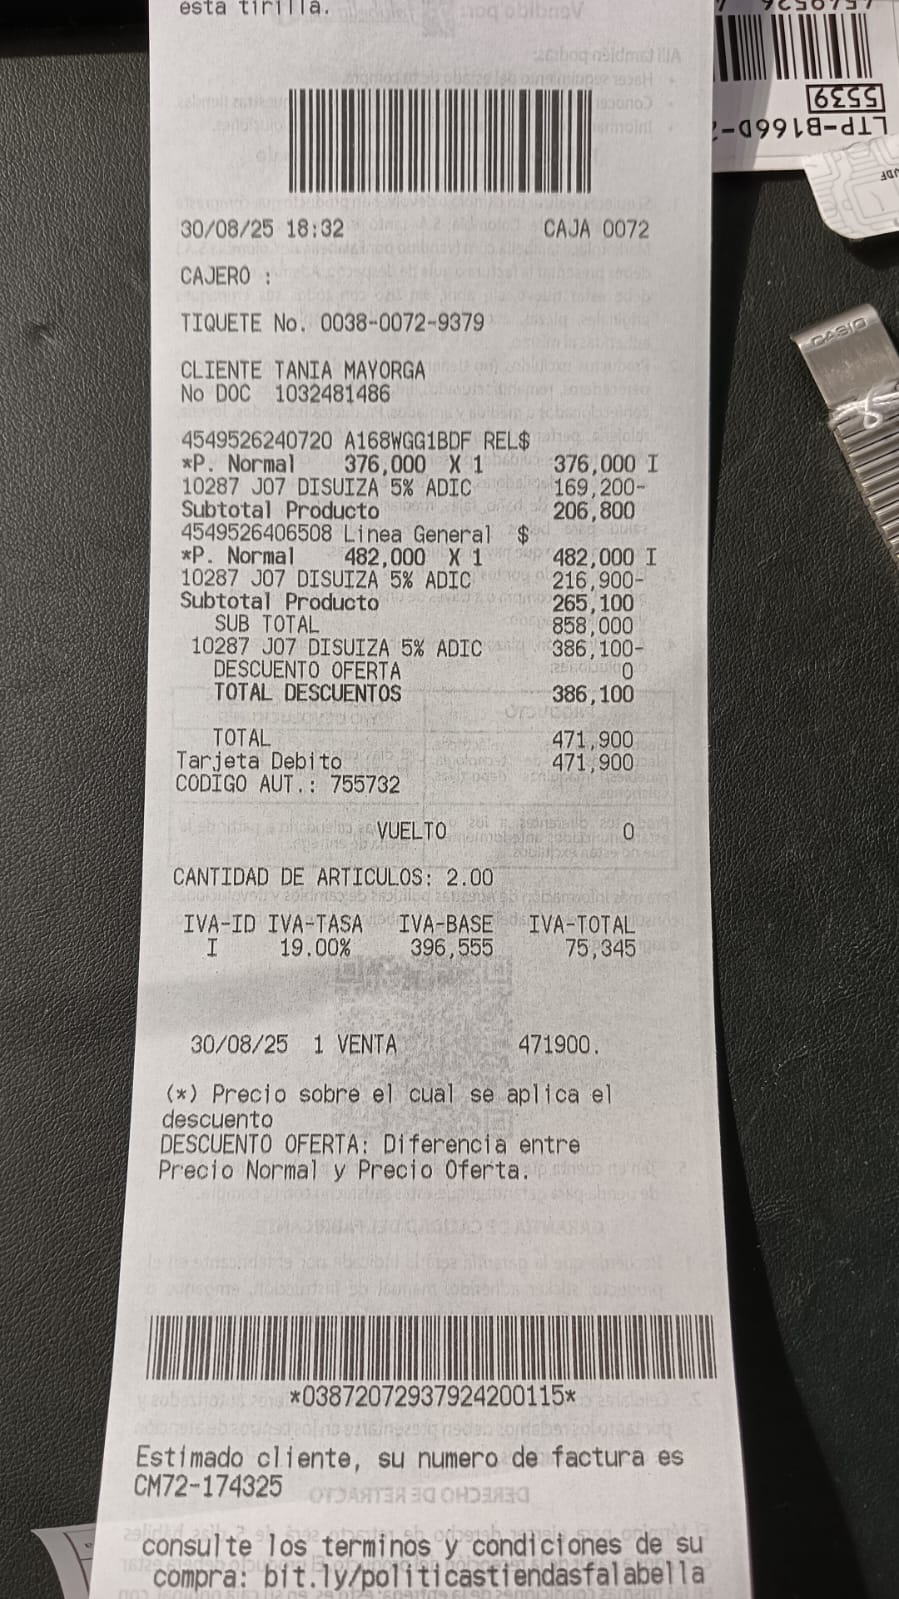 esta tirilla.
30/08/25 18:32 CAJA 0072
CAJERO :
TIQUETE No. 0038-0072-9379
CLIENTE TANIA MAYORGA
No DOC 1032481486
4549526240720 A168WGG1BDF REL$
*P. Normal 376,000 X 1 376,000 I
10287 J07 DISUIZA 5% ADIC 169,200-
Subtotal Producto 206,800
4549526406508 Linea General $
*P. Normal 482,000 X 1 482,000 I
10287 J07 DISUIZA 5% ADIC 216,900-
Subtotal Producto 265,100
SUB TOTAL 858,000
10287 J07 DISUIZA 5% ADIC 386,100-
DESCUENTO OFERTA 0
TOTAL DESCUENTOS 386,100
TOTAL 471,900
Tarjeta Debito 471,900
CODIGO AUT.: 755732
VUELTO 0
CANTIDAD DE ARTICULOS: 2.00
IVA-ID IVA-TASA IVA-BASE IVA-TOTAL
I 19.00% 396,555 75,345
30/08/25 1 VENTA 471900.
(*) Precio sobre el cual se aplica el
descuento
DESCUENTO OFERTA: Diferencia entre
Precio Normal y Precio Oferta.
*03872072937924200115*
Estimado cliente, su numero de factura es
CM72-174325
consulte los terminos y condiciones de su
compra: bit.ly/politicastiendasfalabella
5539
LTP-B166D-
CASIO